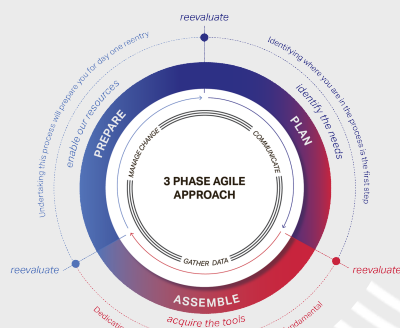 reevaluate
Undertaking this process will prepare you for day one reentry
Identifying where you are in the process is the first step
enable our resources
identify the needs
PREPARE
PLAN
MANAGE CHANGE
COMMUNICATE
3 PHASE AGILE
APPROACH
GATHER DATA
reevaluate
reevaluate
ASSEMBLE
acquire the tools